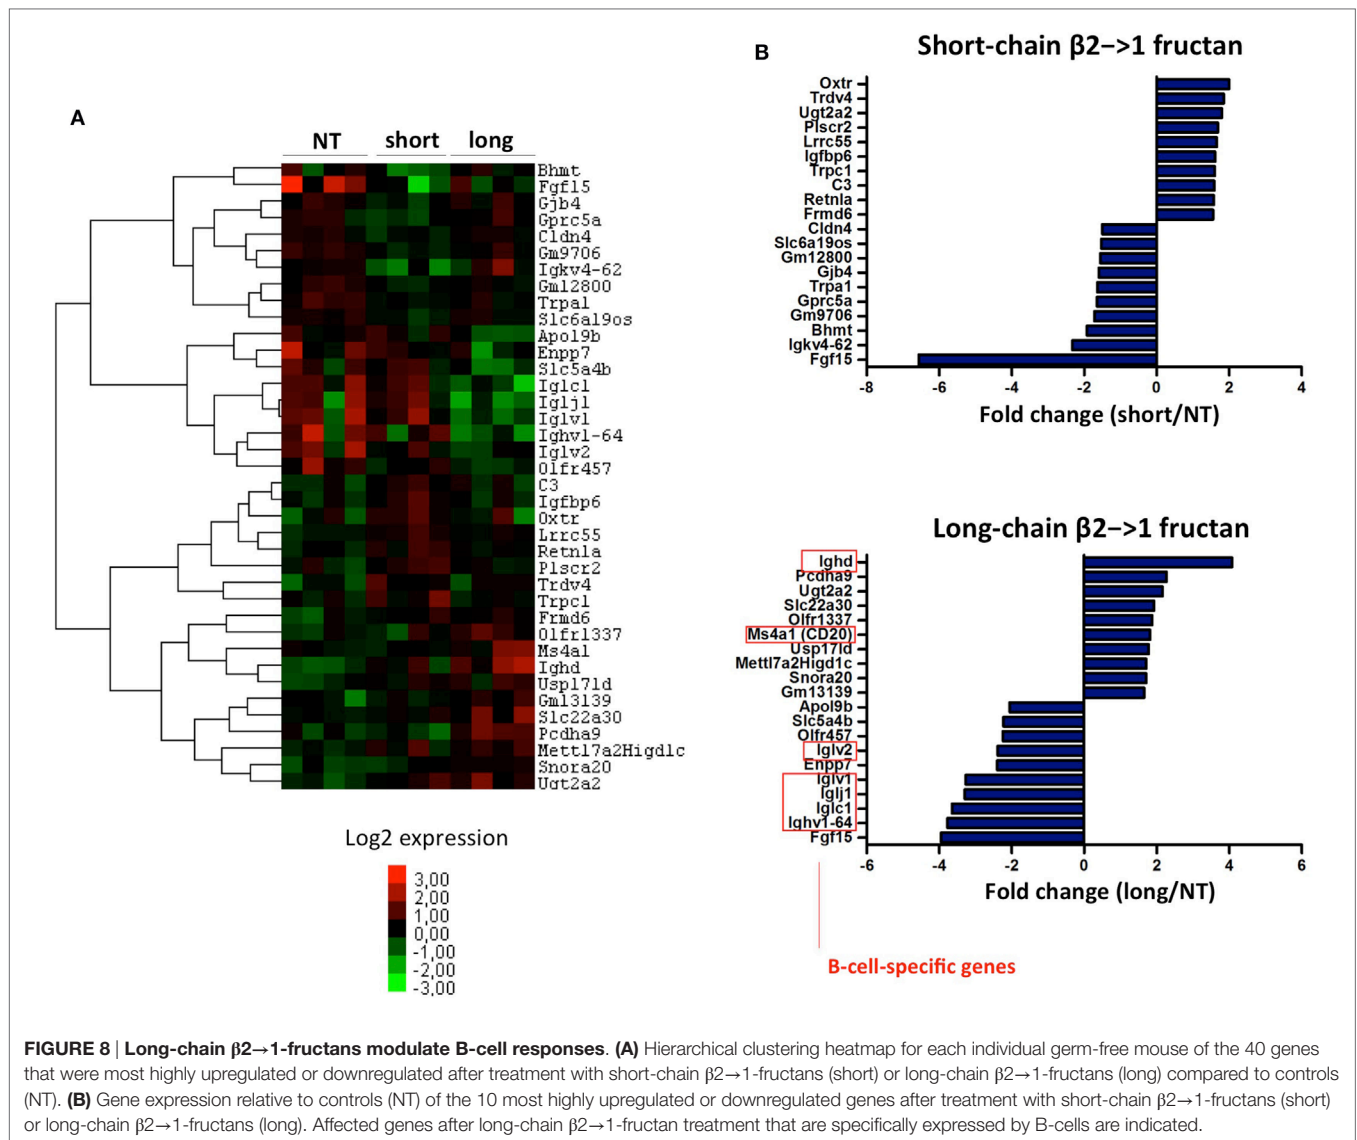 A
NT short long
Bhmt
Fgf15
Gjb4
Gprc5a
Cldn4
Gm9706
Igkv4-62
Gm12800
Trpa1
Slc6a19os
Apol9b
Enpp7
Slc5a4b
Iglc1
Iglj1
Iglv1
Ighv1-64
Iglv2
Olfr457
C3
Igfbp6
Oxtr
Lrrc55
Retnla
Plscr2
Trdv4
Trpc1
Frmd6
Olfr1337
Ms4a1
Ighd
Usp17ld
Gm13139
Slc22a30
Pcdha9
Mettl7a2Higd1c
Snora20
Ugt2a2
Log2 expression
3,00
2,00
1,00
0,00
-1,00
-2,00
-3,00
B
Short-chain β2−>1 fructan
Oxtr
Trdv4
Ugt2a2
Plscr2
Lrrc55
Igfbp6
Trpc1
C3
Retnla
Frmd6
Cldn4
Slc6a19os
Gm12800
Gjb4
Trpa1
Gprc5a
Gm9706
Bhmt
Igkv4-62
Fgf15
-8 -6 -4 -2 0 2 4
Fold change (short/NT)
Long-chain β2−>1 fructan
Ighd
Pcdha9
Ugt2a2
Slc22a30
Olfr1337
Ms4a1 (CD20)
Usp17ld
Mettl7a2Higd1c
Snora20
Gm13139
Apol9b
Slc5a4b
Olfr457
Iglv2
Enpp7
Iglv1
Iglj1
Iglc1
Ighv1-64
Fgf15
-6 -4 -2 0 2 4 6
Fold change (long/NT)
B-cell-specific genes
FIGURE 8 | Long-chain β2→1-fructans modulate B-cell responses. (A) Hierarchical clustering heatmap for each individual germ-free mouse of the 40 genes
that were most highly upregulated or downregulated after treatment with short-chain β2→1-fructans (short) or long-chain β2→1-fructans (long) compared to controls
(NT). (B) Gene expression relative to controls (NT) of the 10 most highly upregulated or downregulated genes after treatment with short-chain β2→1-fructans (short)
or long-chain β2→1-fructans (long). Affected genes after long-chain β2→1-fructan treatment that are specifically expressed by B-cells are indicated.